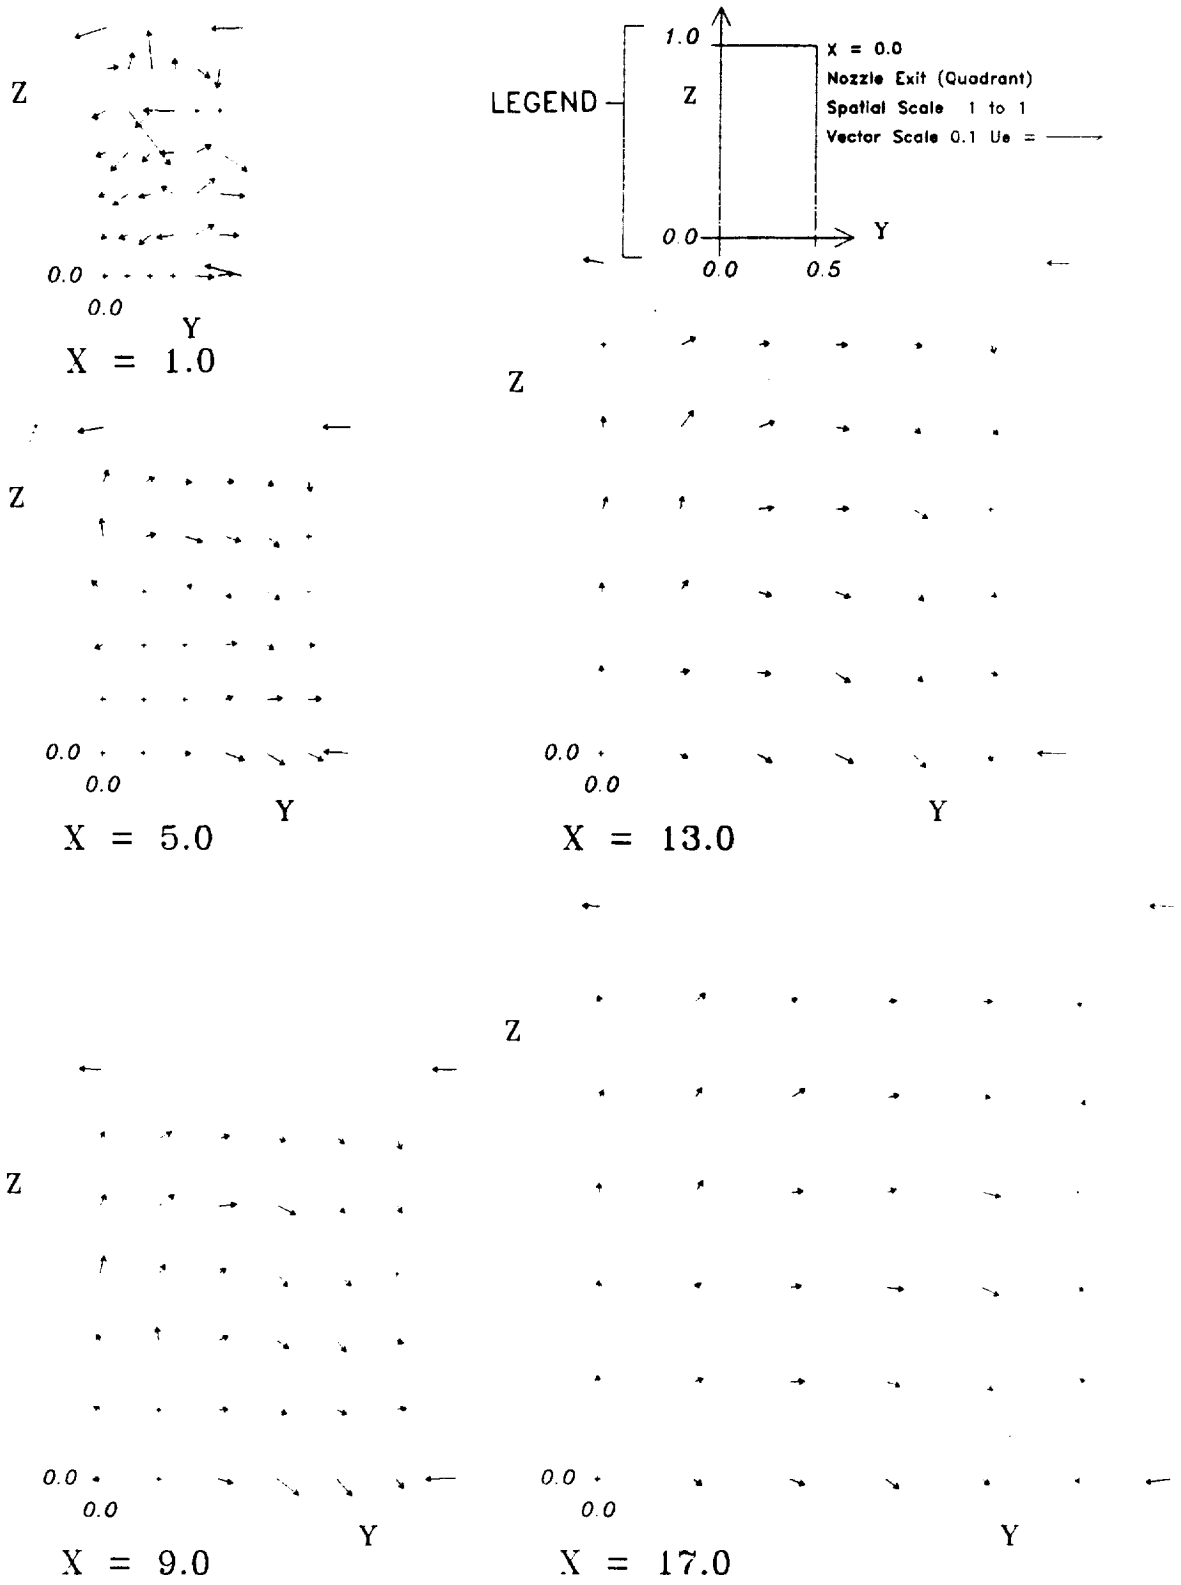 Z
0.0
0.0
Y
X = 1.0
LEGEND
1.0
Z
0.0
0.0
0.5
Y
X = 0.0
Nozzle Exit (Quadrant)
Spatial Scale 1 to 1
Vector Scale 0.1 Ue =
Z
0.0
0.0
Y
X = 5.0
Z
0.0
0.0
Y
X = 13.0
Z
0.0
0.0
Y
X = 9.0
Z
0.0
0.0
Y
X = 17.0